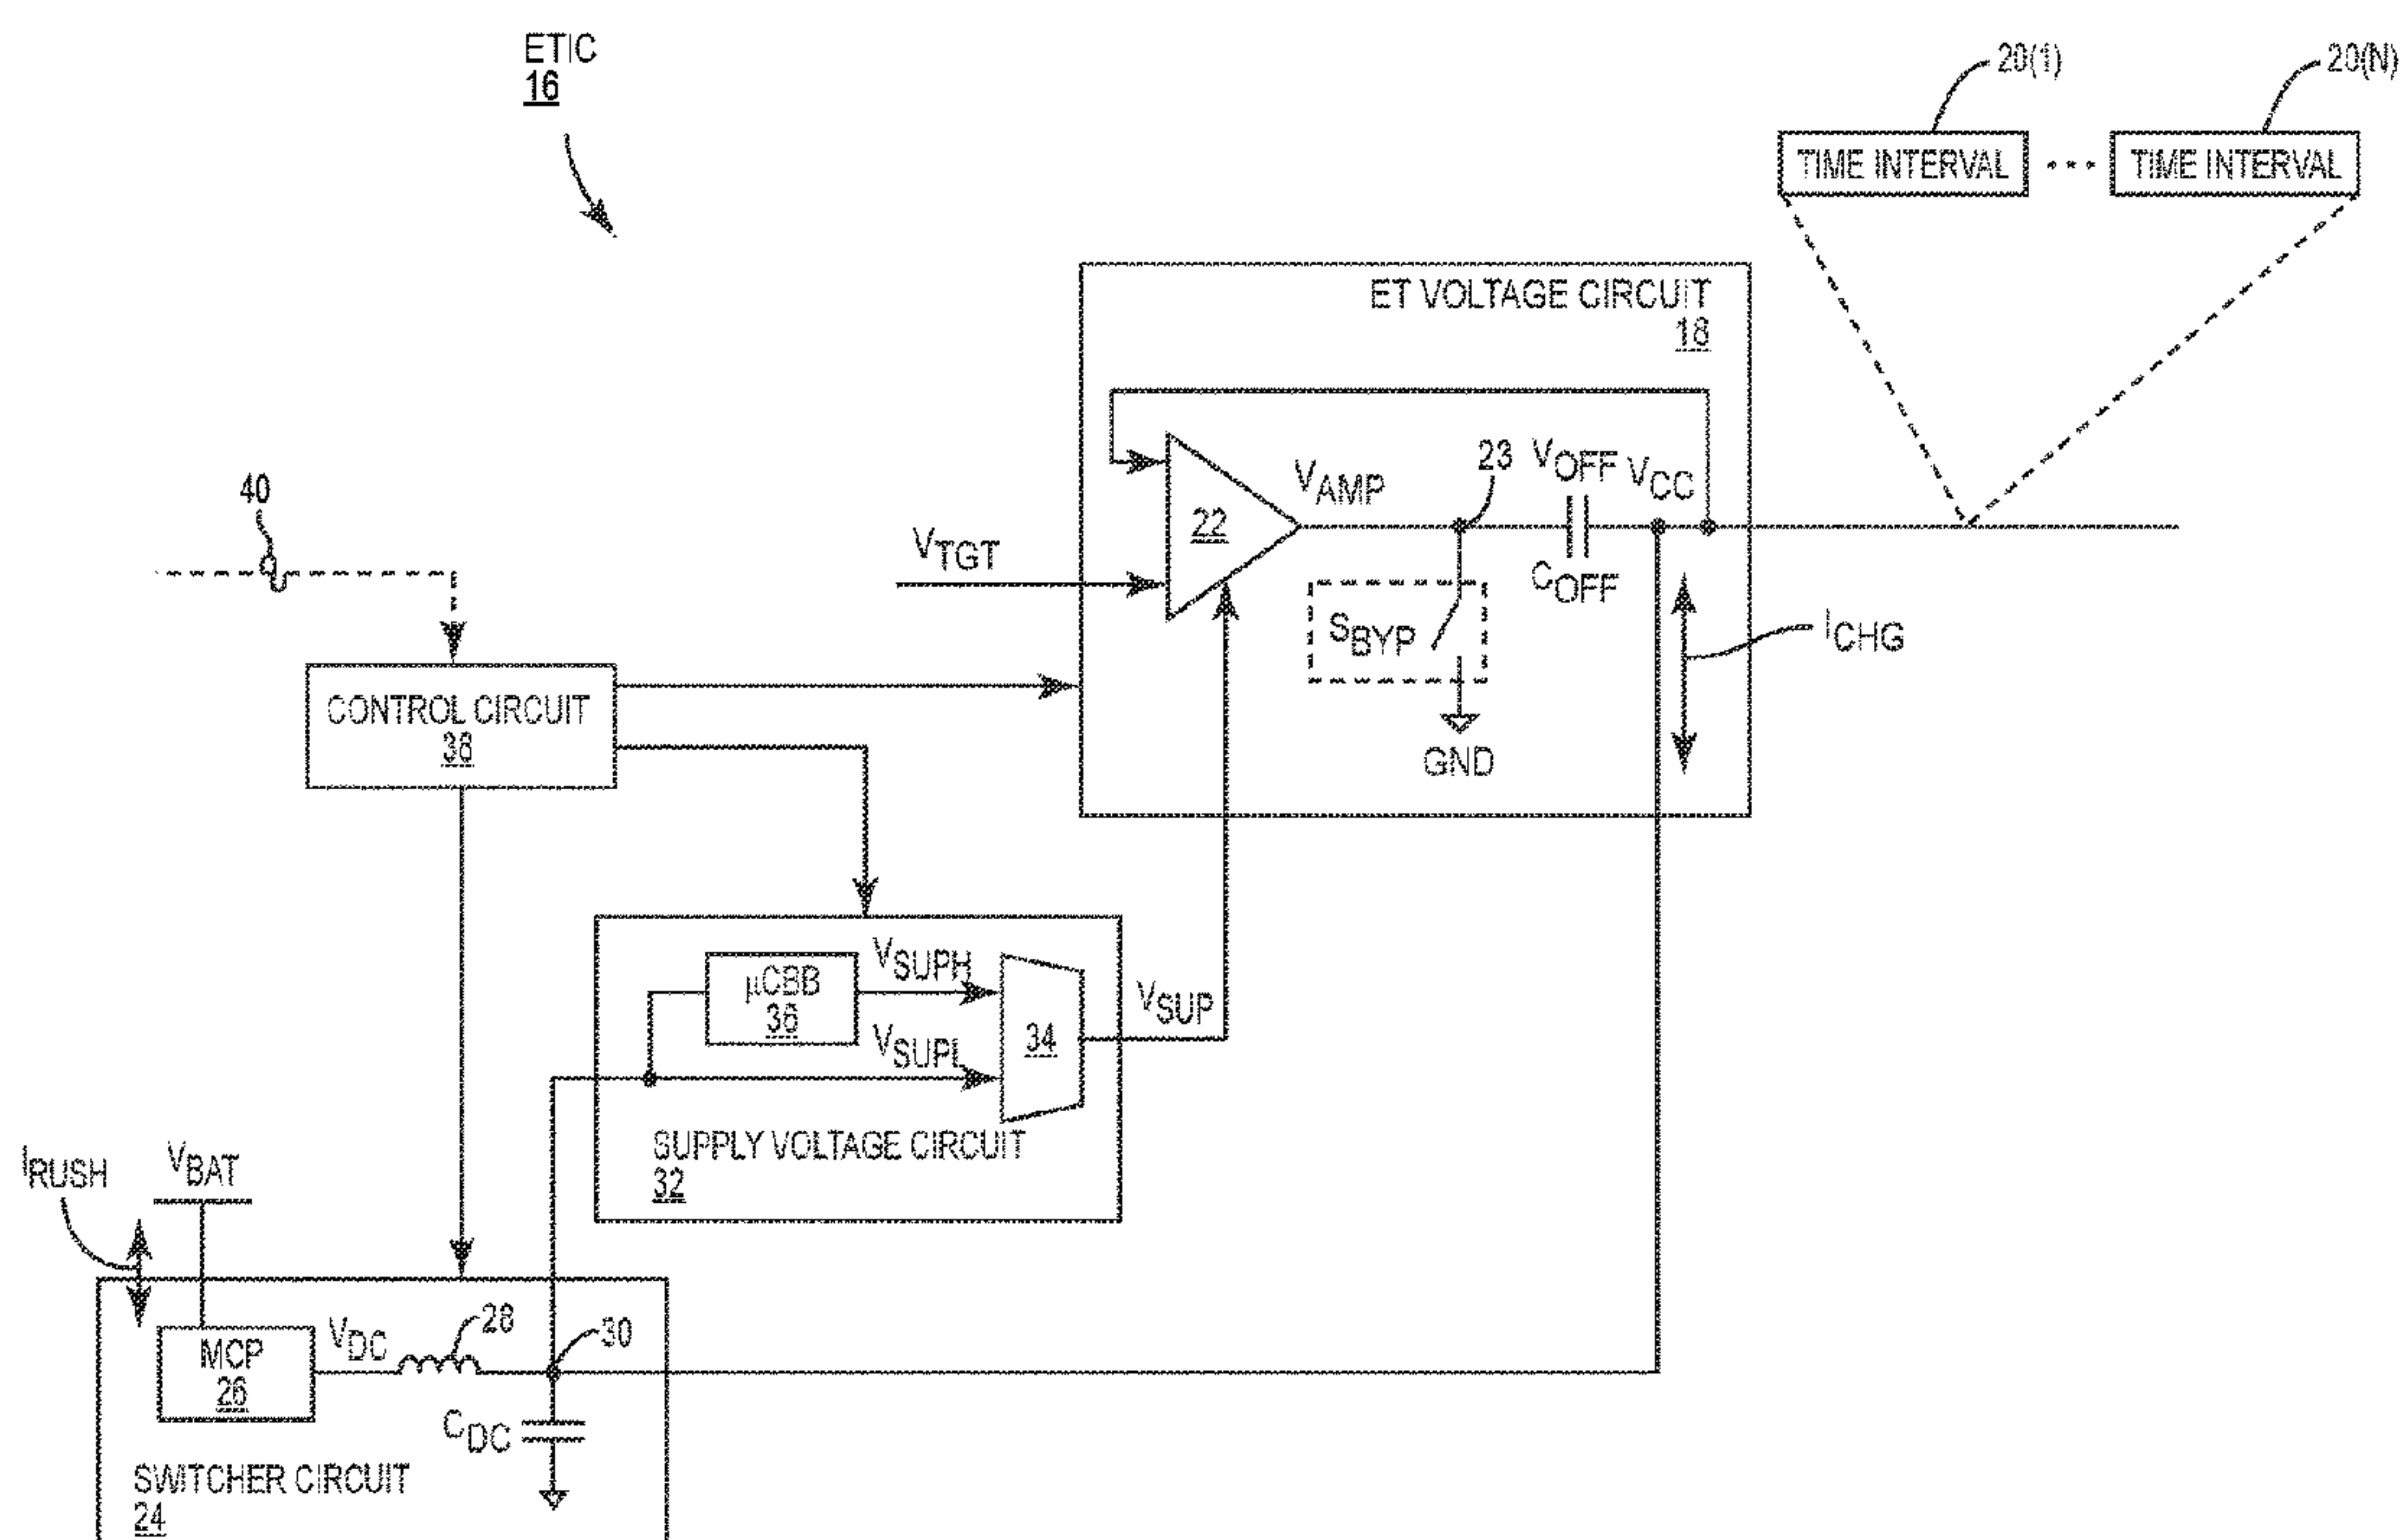 ETIC
16
20(1)
20(N)
TIME INTERVAL
...
TIME INTERVAL
ET VOLTAGE CIRCUIT
18
40
22
VAMP
23
VOFF
VCC
VTGT
COFF
SBYP
ICHG
GND
CONTROL CIRCUIT
38
µCBB
36
VSUPH
VSUPL
34
VSUP
SUPPLY VOLTAGE CIRCUIT
32
IRUSH
VBAT
MCP
26
VDC
28
30
CDC
SWITCHER CIRCUIT
24